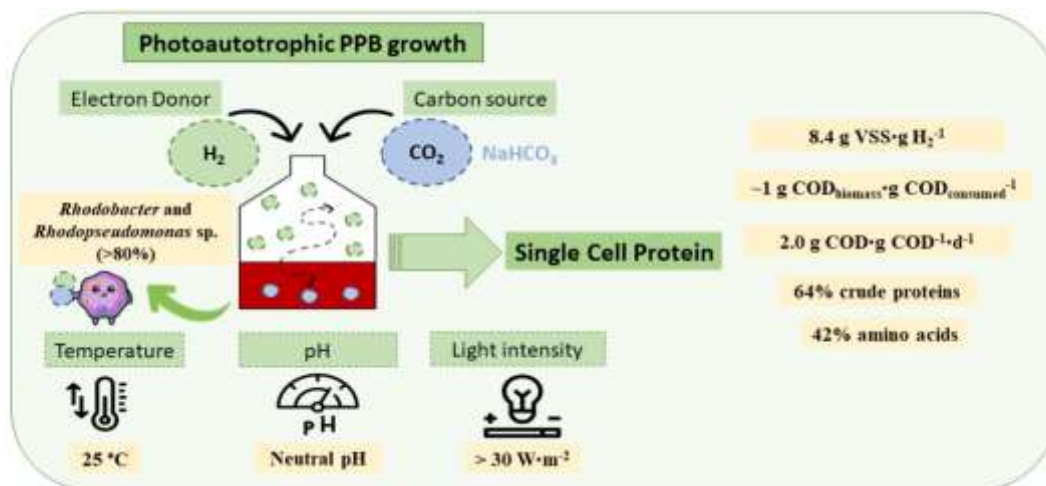 Photoautotrophic PPB growth
Electron Donor
Carbon source
H₂
CO₂
NaHCO₃
Rhodobacter and
Rhodopseudomonas sp.
(>80%)
Single Cell Protein
8.4 g VSS·g H₂⁻¹
~1 g COD_biomass·g COD_consumed⁻¹
2.0 g COD·g COD⁻¹·d⁻¹
64% crude proteins
42% amino acids
Temperature
pH
Light intensity
pH
+ −
25 °C
Neutral pH
> 30 W·m⁻²